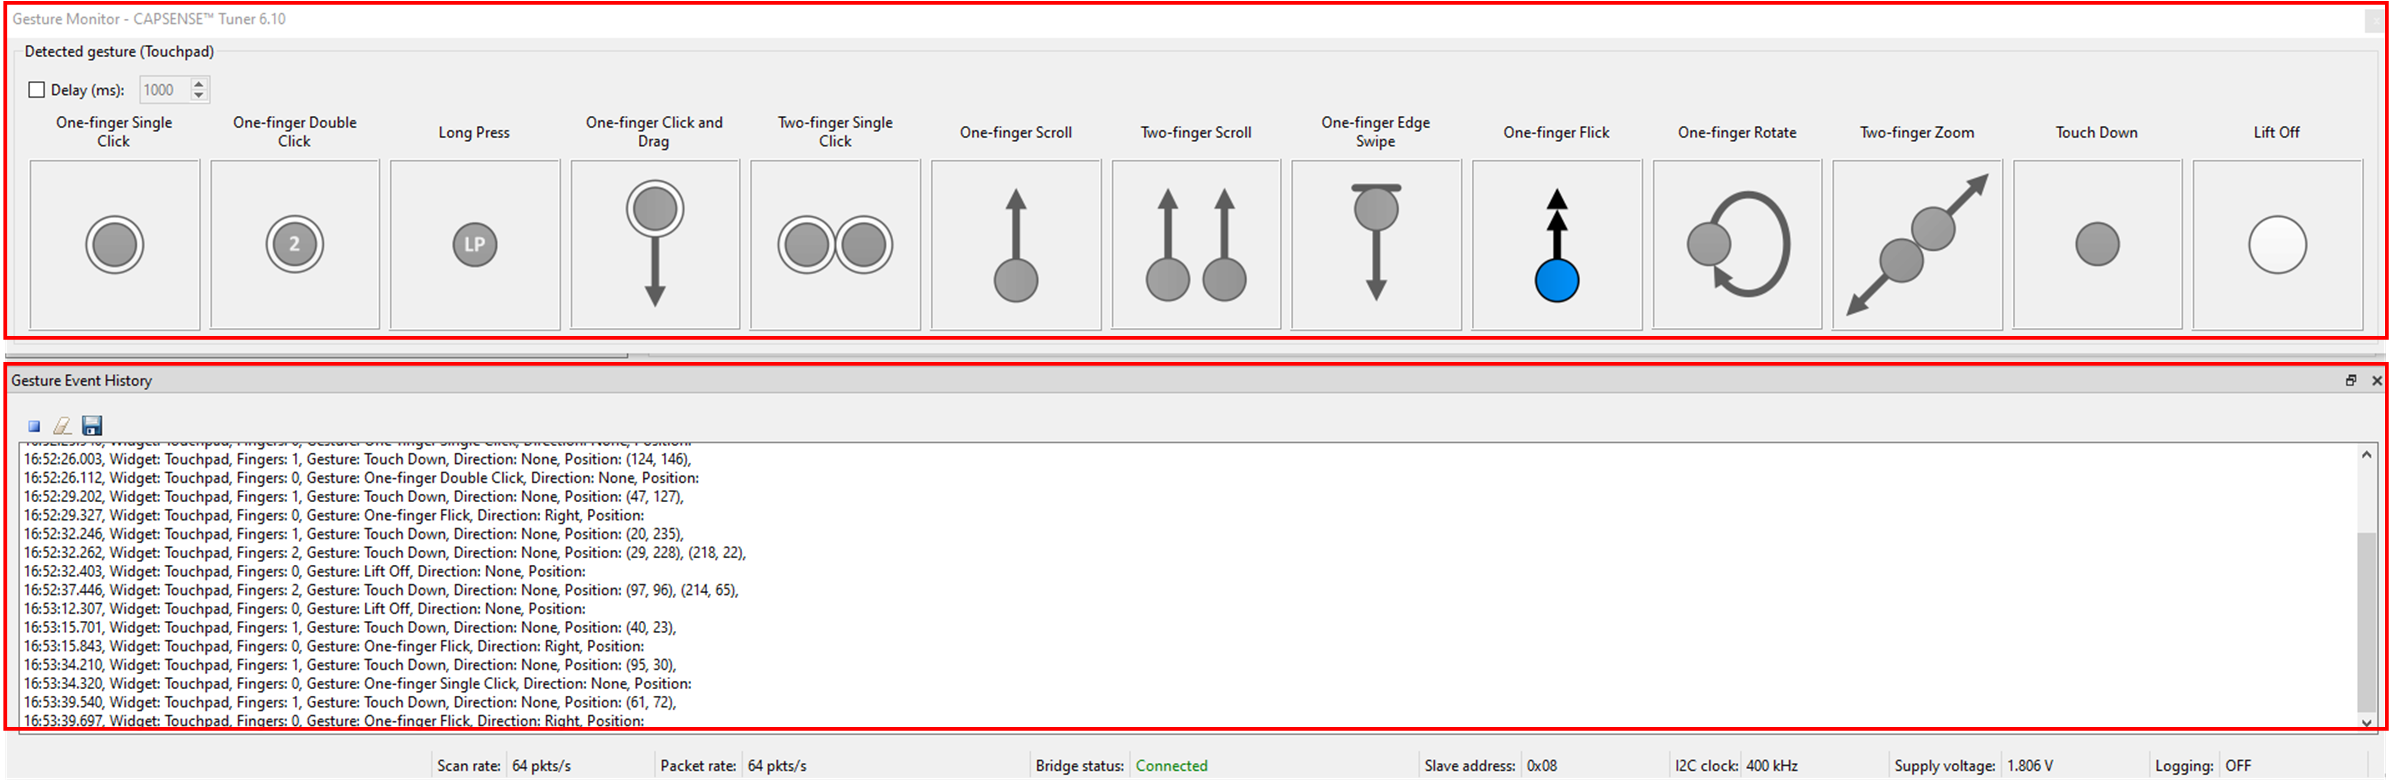 Gesture Monitor - CAPSENSE™ Tuner 6.10
Detected gesture (Touchpad)
Delay (ms): 1000
One-finger Single Click
One-finger Double Click
Long Press
One-finger Click and Drag
Two-finger Single Click
One-finger Scroll
Two-finger Scroll
One-finger Edge Swipe
One-finger Flick
One-finger Rotate
Two-finger Zoom
Touch Down
Lift Off
2
LP
Gesture Event History
Widget: Touchpad, Fingers: 0, Gesture: One-finger Single Click, Direction: None, Position:
16:52:26.003, Widget: Touchpad, Fingers: 1, Gesture: Touch Down, Direction: None, Position: (124, 146),
16:52:26.112, Widget: Touchpad, Fingers: 0, Gesture: One-finger Double Click, Direction: None, Position:
16:52:29.202, Widget: Touchpad, Fingers: 1, Gesture: Touch Down, Direction: None, Position: (47, 127),
16:52:29.327, Widget: Touchpad, Fingers: 0, Gesture: One-finger Flick, Direction: Right, Position:
16:52:32.246, Widget: Touchpad, Fingers: 1, Gesture: Touch Down, Direction: None, Position: (20, 235),
16:52:32.262, Widget: Touchpad, Fingers: 2, Gesture: Touch Down, Direction: None, Position: (29, 228), (218, 22),
16:52:32.403, Widget: Touchpad, Fingers: 0, Gesture: Lift Off, Direction: None, Position:
16:52:37.446, Widget: Touchpad, Fingers: 2, Gesture: Touch Down, Direction: None, Position: (97, 96), (214, 65),
16:53:12.307, Widget: Touchpad, Fingers: 0, Gesture: Lift Off, Direction: None, Position:
16:53:15.701, Widget: Touchpad, Fingers: 1, Gesture: Touch Down, Direction: None, Position: (40, 23),
16:53:15.843, Widget: Touchpad, Fingers: 0, Gesture: One-finger Flick, Direction: Right, Position:
16:53:34.210, Widget: Touchpad, Fingers: 1, Gesture: Touch Down, Direction: None, Position: (95, 30),
16:53:34.320, Widget: Touchpad, Fingers: 0, Gesture: One-finger Single Click, Direction: None, Position:
16:53:39.540, Widget: Touchpad, Fingers: 1, Gesture: Touch Down, Direction: None, Position: (61, 72),
16:53:39.697, Widget: Touchpad, Fingers: 0, Gesture: One-finger Flick, Direction: Right, Position:
Scan rate: 64 pkts/s Packet rate: 64 pkts/s Bridge status: Connected Slave address: 0x08 I2C clock: 400 kHz Supply voltage: 1.806 V Logging: OFF